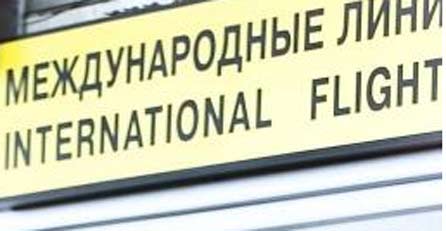 МЕЖДУНАРОДНЫЕ ЛИНИ
INTERNATIONAL FLIGHT